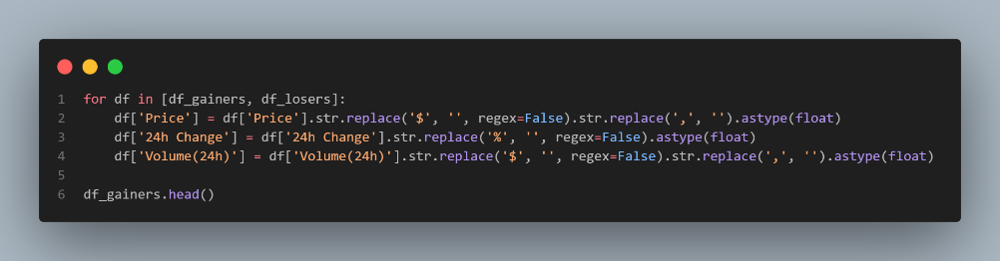 1 for df in [df_gainers, df_losers]:
2     df['Price'] = df['Price'].str.replace('$', '', regex=False).str.replace(',', '').astype(float)
3     df['24h Change'] = df['24h Change'].str.replace('%', '', regex=False).astype(float)
4     df['Volume(24h)'] = df['Volume(24h)'].str.replace('$', '', regex=False).str.replace(',', '').astype(float)
5
6 df_gainers.head()